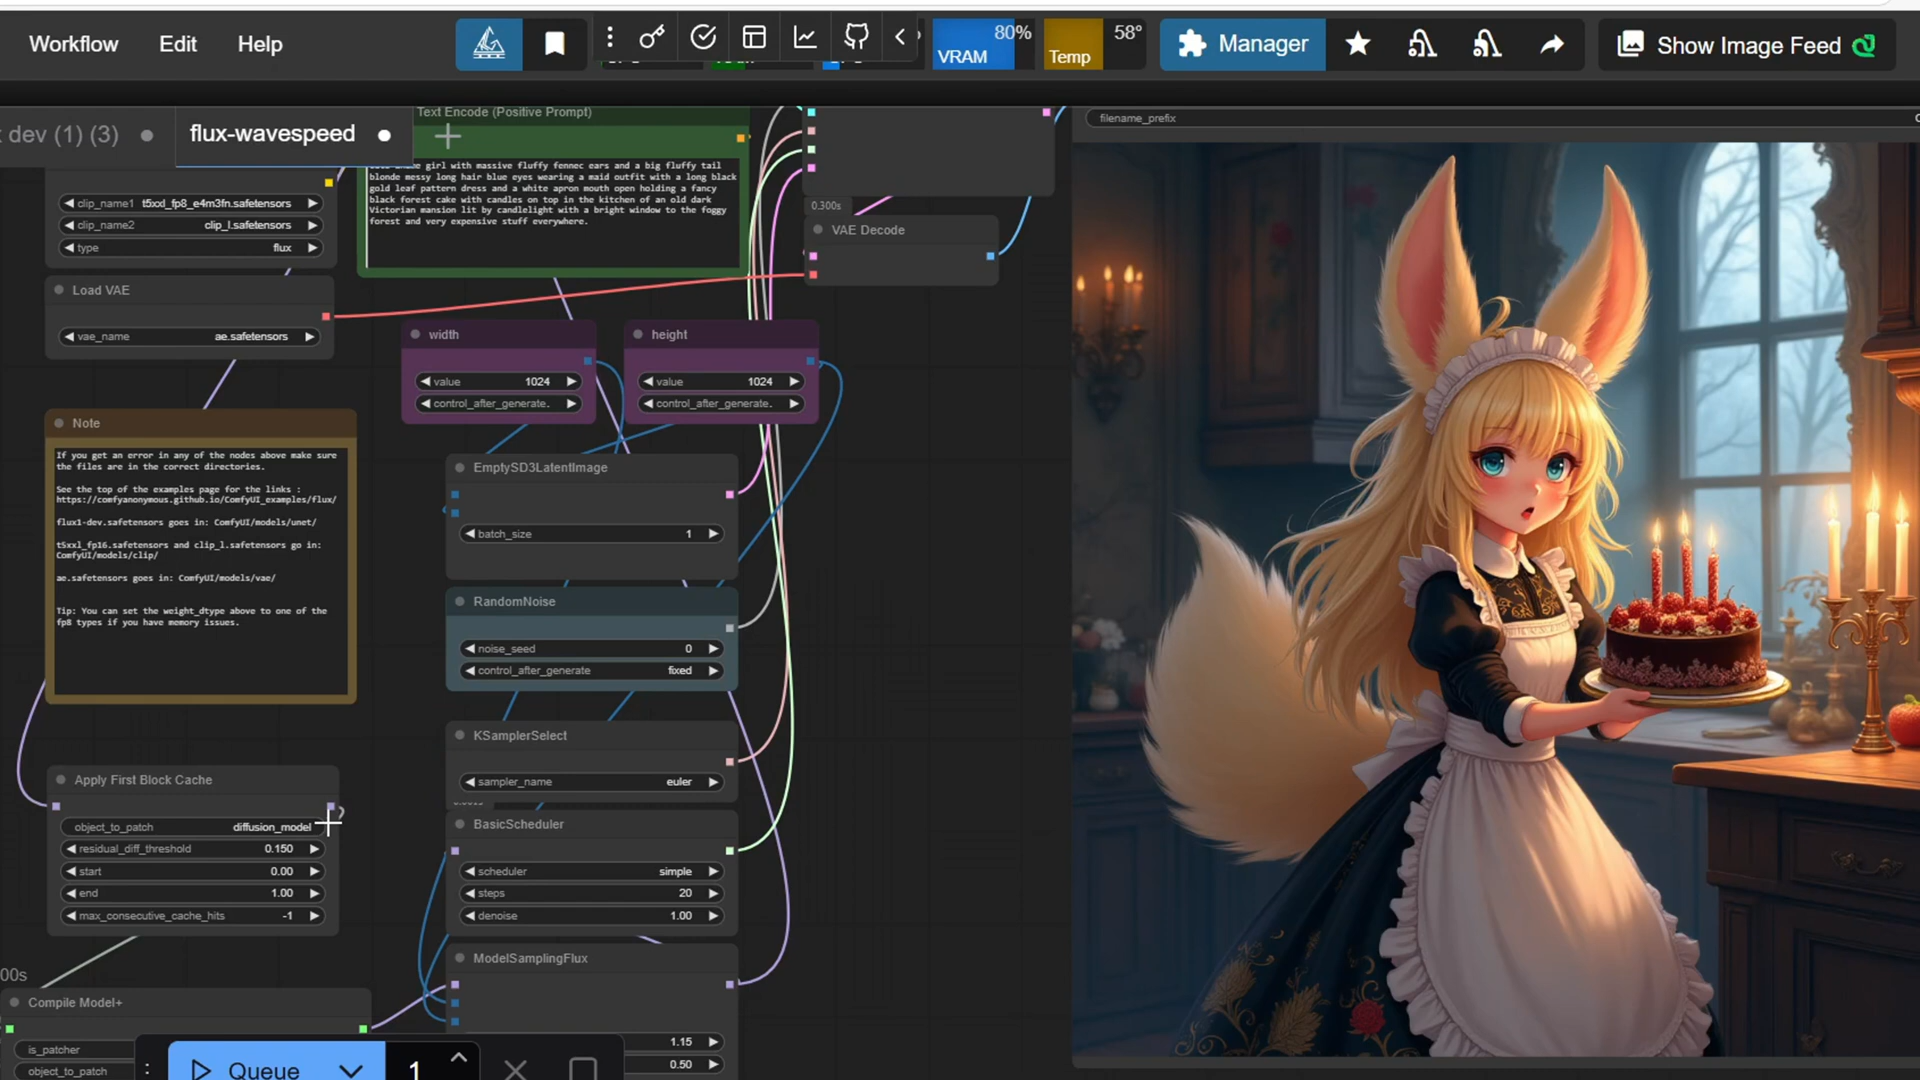 Workflow
Edit
Help
80%
VRAM
58°
Temp
Manager
Show Image Feed
dev (1) (3)
flux-wavespeed
Text Encode (Positive Prompt)
filename_prefix
girl with massive fluffy fennec ears and a big fluffy tail
blonde messy long hair blue eyes wearing a maid outfit with a long black
gold leaf pattern dress and a white apron mouth open holding a fancy
black forest cake with candles on top in the kitchen of an old dark
Victorian mansion lit by candlelight with a bright window to the foggy
forest and very expensive stuff everywhere.
clip_name1 t5xxl_fp8_e4m3fn.safetensors
clip_name2 clip_l.safetensors
type flux
0.300s
VAE Decode
Load VAE
vae_name ae.safetensors
width
value 1024
control_after_generate.
height
value 1024
control_after_generate.
Note
If you get an error in any of the nodes above make sure
the files are in the correct directories.
See the top of the examples page for the links :
https://comfyanonymous.github.io/ComfyUI_examples/flux/
flux1-dev.safetensors goes in: ComfyUI/models/unet/
t5xxl_fp16.safetensors and clip_l.safetensors go in:
ComfyUI/models/clip/
ae.safetensors goes in: ComfyUI/models/vae/
Tip: You can set the weight_dtype above to one of the
fp8 types if you have memory issues.
EmptySD3LatentImage
batch_size 1
RandomNoise
noise_seed 0
control_after_generate fixed
KSamplerSelect
sampler_name euler
Apply First Block Cache
object_to_patch diffusion_model
residual_diff_threshold 0.150
start 0.00
end 1.00
max_consecutive_cache_hits -1
BasicScheduler
scheduler simple
steps 20
denoise 1.00
ModelSamplingFlux
1.15
0.50
00s
Compile Model+
is_patcher
object_to_patch
Queue
1